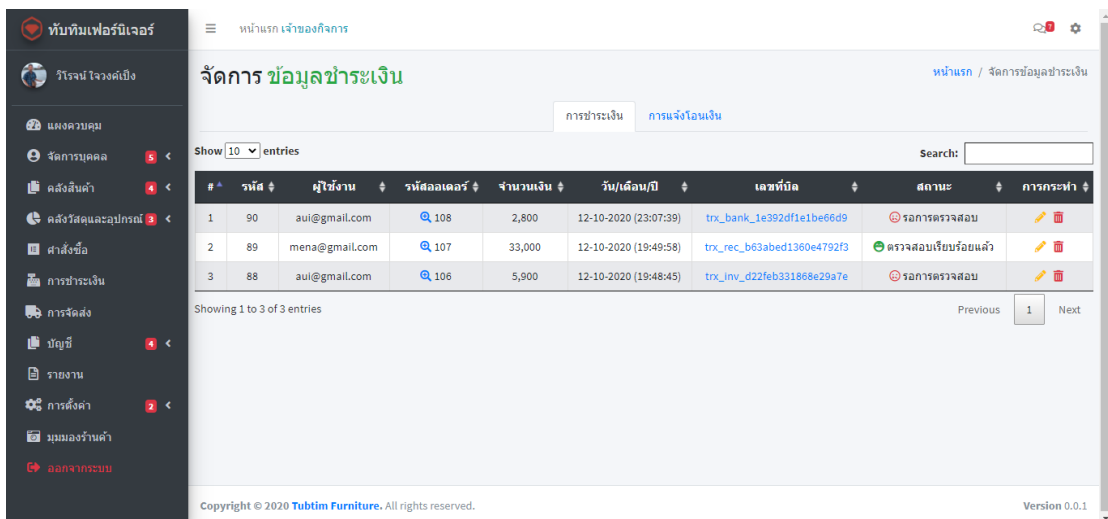 ทับทิมเฟอร์นิเจอร์
หน้าแรก เจ้าของกิจการ
7
วิโรจน์ ใจวงค์เป็ง
จัดการ ข้อมูลชำระเงิน
หน้าแรก / จัดการข้อมูลชำระเงิน
การชำระเงิน การแจ้งโอนเงิน
แผงควบคุม
จัดการบุคคล 5
คลังสินค้า 4
คลังวัสดุและอุปกรณ์ 3
คำสั่งซื้อ
การชำระเงิน
การจัดส่ง
บัญชี 4
รายงาน
การตั้งค่า 2
มุมมองร้านค้า
ออกจากระบบ
Show 10 entries
Search:
# รหัส ผู้ใช้งาน รหัสออเดอร์ จำนวนเงิน วัน/เดือน/ปี เลขที่บิล สถานะ การกระทำ
1 90 aui@gmail.com 108 2,800 12-10-2020 (23:07:39) trx_bank_1e392df1e1be66d9 รอการตรวจสอบ
2 89 mena@gmail.com 107 33,000 12-10-2020 (19:49:58) trx_rec_b63abed1360e4792f3 ตรวจสอบเรียบร้อยแล้ว
3 88 aui@gmail.com 106 5,900 12-10-2020 (19:48:45) trx_inv_d22feb331868e29a7e รอการตรวจสอบ
Showing 1 to 3 of 3 entries
Previous 1 Next
Copyright © 2020 Tubtim Furniture. All rights reserved.
Version 0.0.1